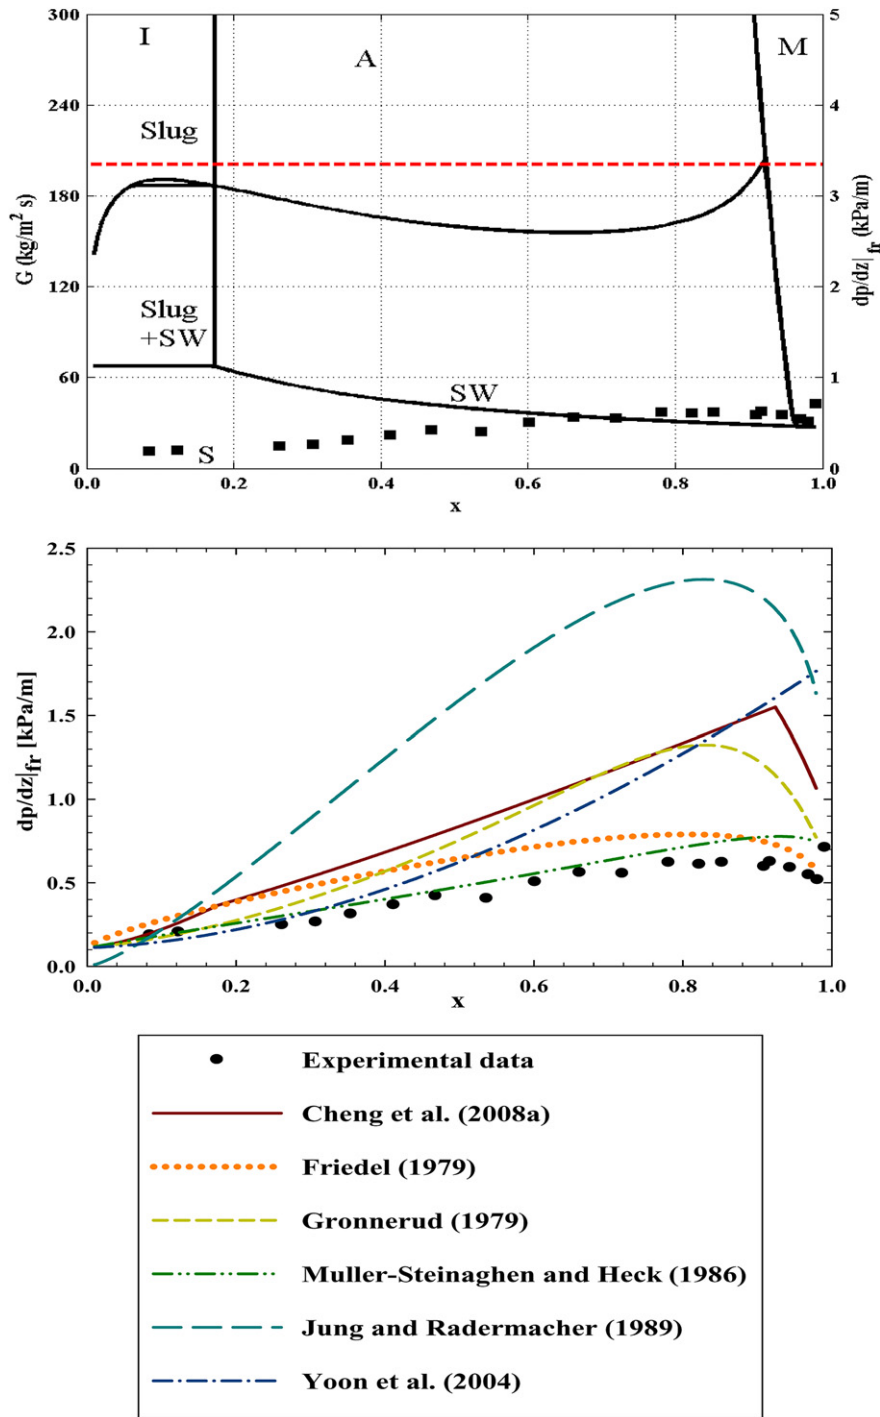 300
240
180
120
60
0
G (kg/m² s)
I
A
M
Slug
Slug
+SW
SW
S
5
4
3
2
1
0
dp/dz|fr (kPa/m)
0.0 0.2 0.4 0.6 0.8 1.0
x
2.5
2.0
1.5
1.0
0.5
0.0
dp/dz|fr [kPa/m]
0.0 0.2 0.4 0.6 0.8 1.0
x
Experimental data
Cheng et al. (2008a)
Friedel (1979)
Gronnerud (1979)
Muller-Steinaghen and Heck (1986)
Jung and Radermacher (1989)
Yoon et al. (2004)